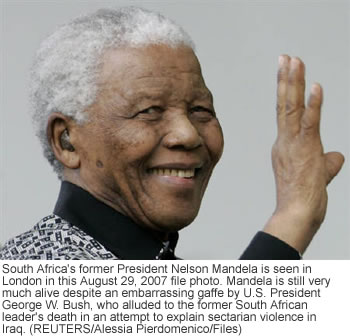 South Africa's former President Nelson Mandela is seen in
London in this August 29, 2007 file photo. Mandela is still very
much alive despite an embarrassing gaffe by U.S. President
George W. Bush, who alluded to the former South African
leader's death in an attempt to explain sectarian violence in
Iraq. (REUTERS/Alessia Pierdomenico/Files)